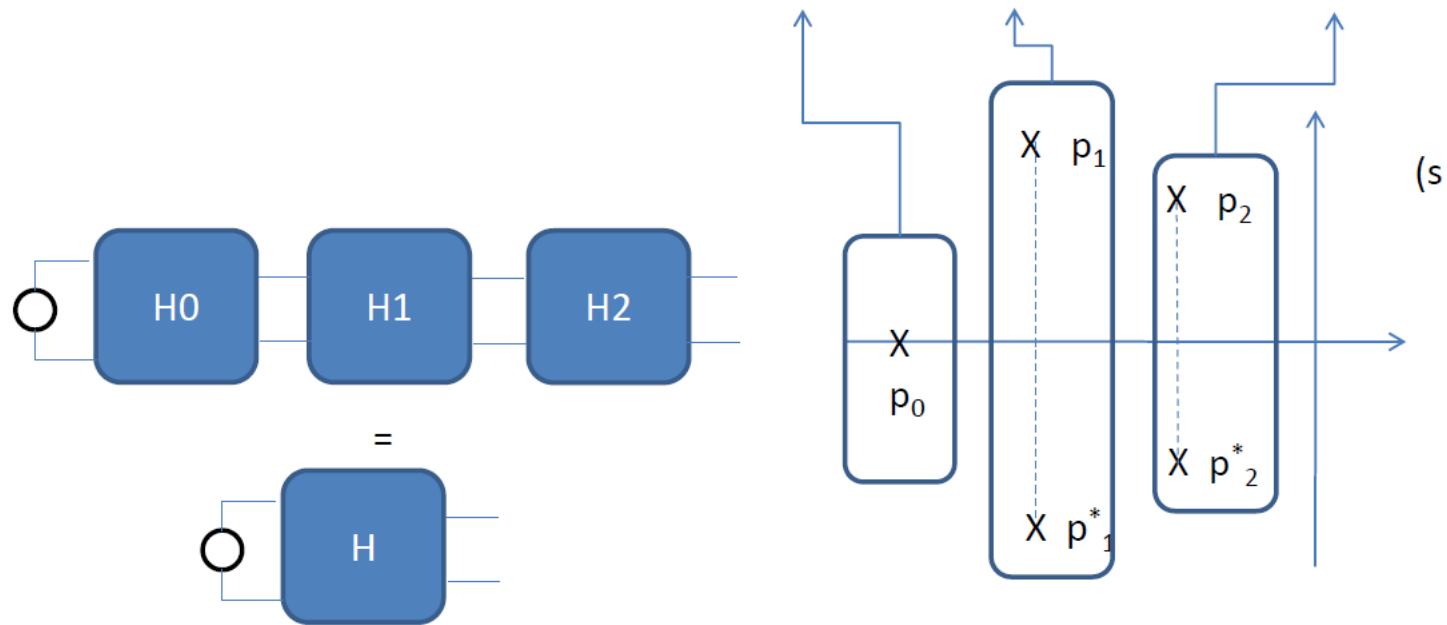 H0 H1 H2
=
H
X p₁
X p₂
(s
X
p₀
X p*₂
X p*₁